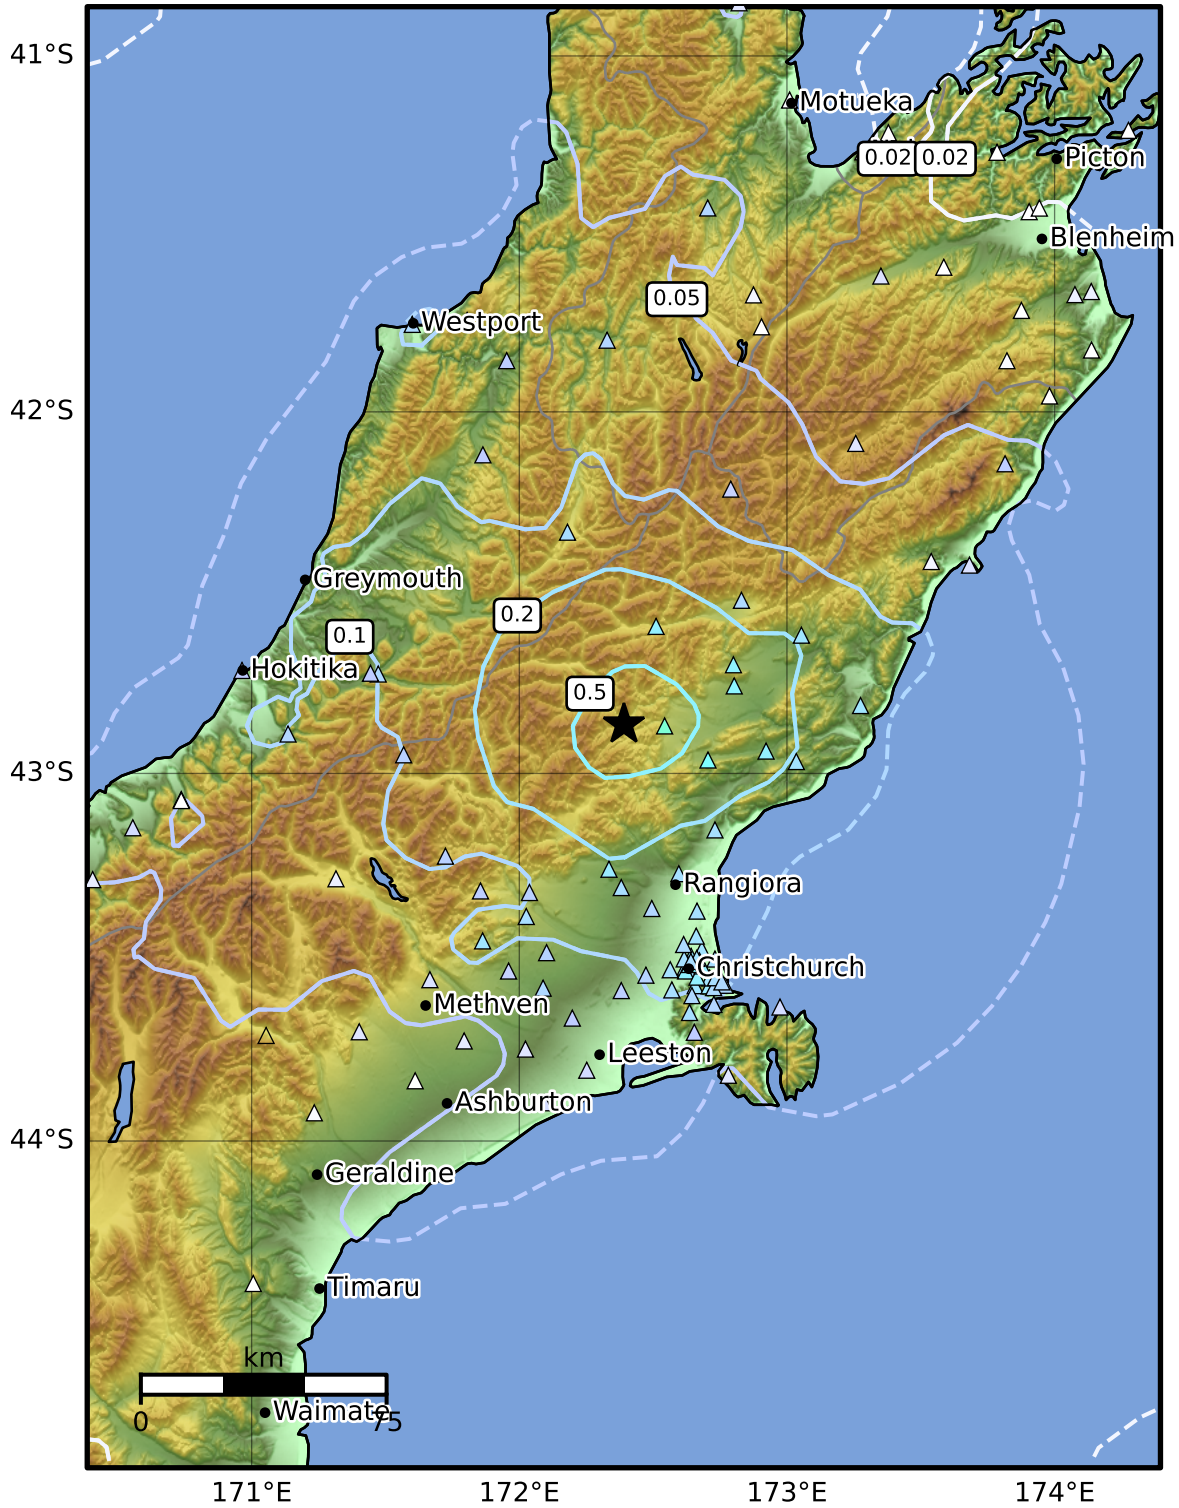 41°S
Motueka
0.02
0.02
Picton
Blenheim
0.05
Westport
42°S
Greymouth
0.2
0.1
Hokitika
0.5
43°S
Rangiora
Christchurch
Methven
Leeston
Ashburton
44°S
Geraldine
Timaru
km
Waimate
0
75
171°E
172°E
173°E
174°E